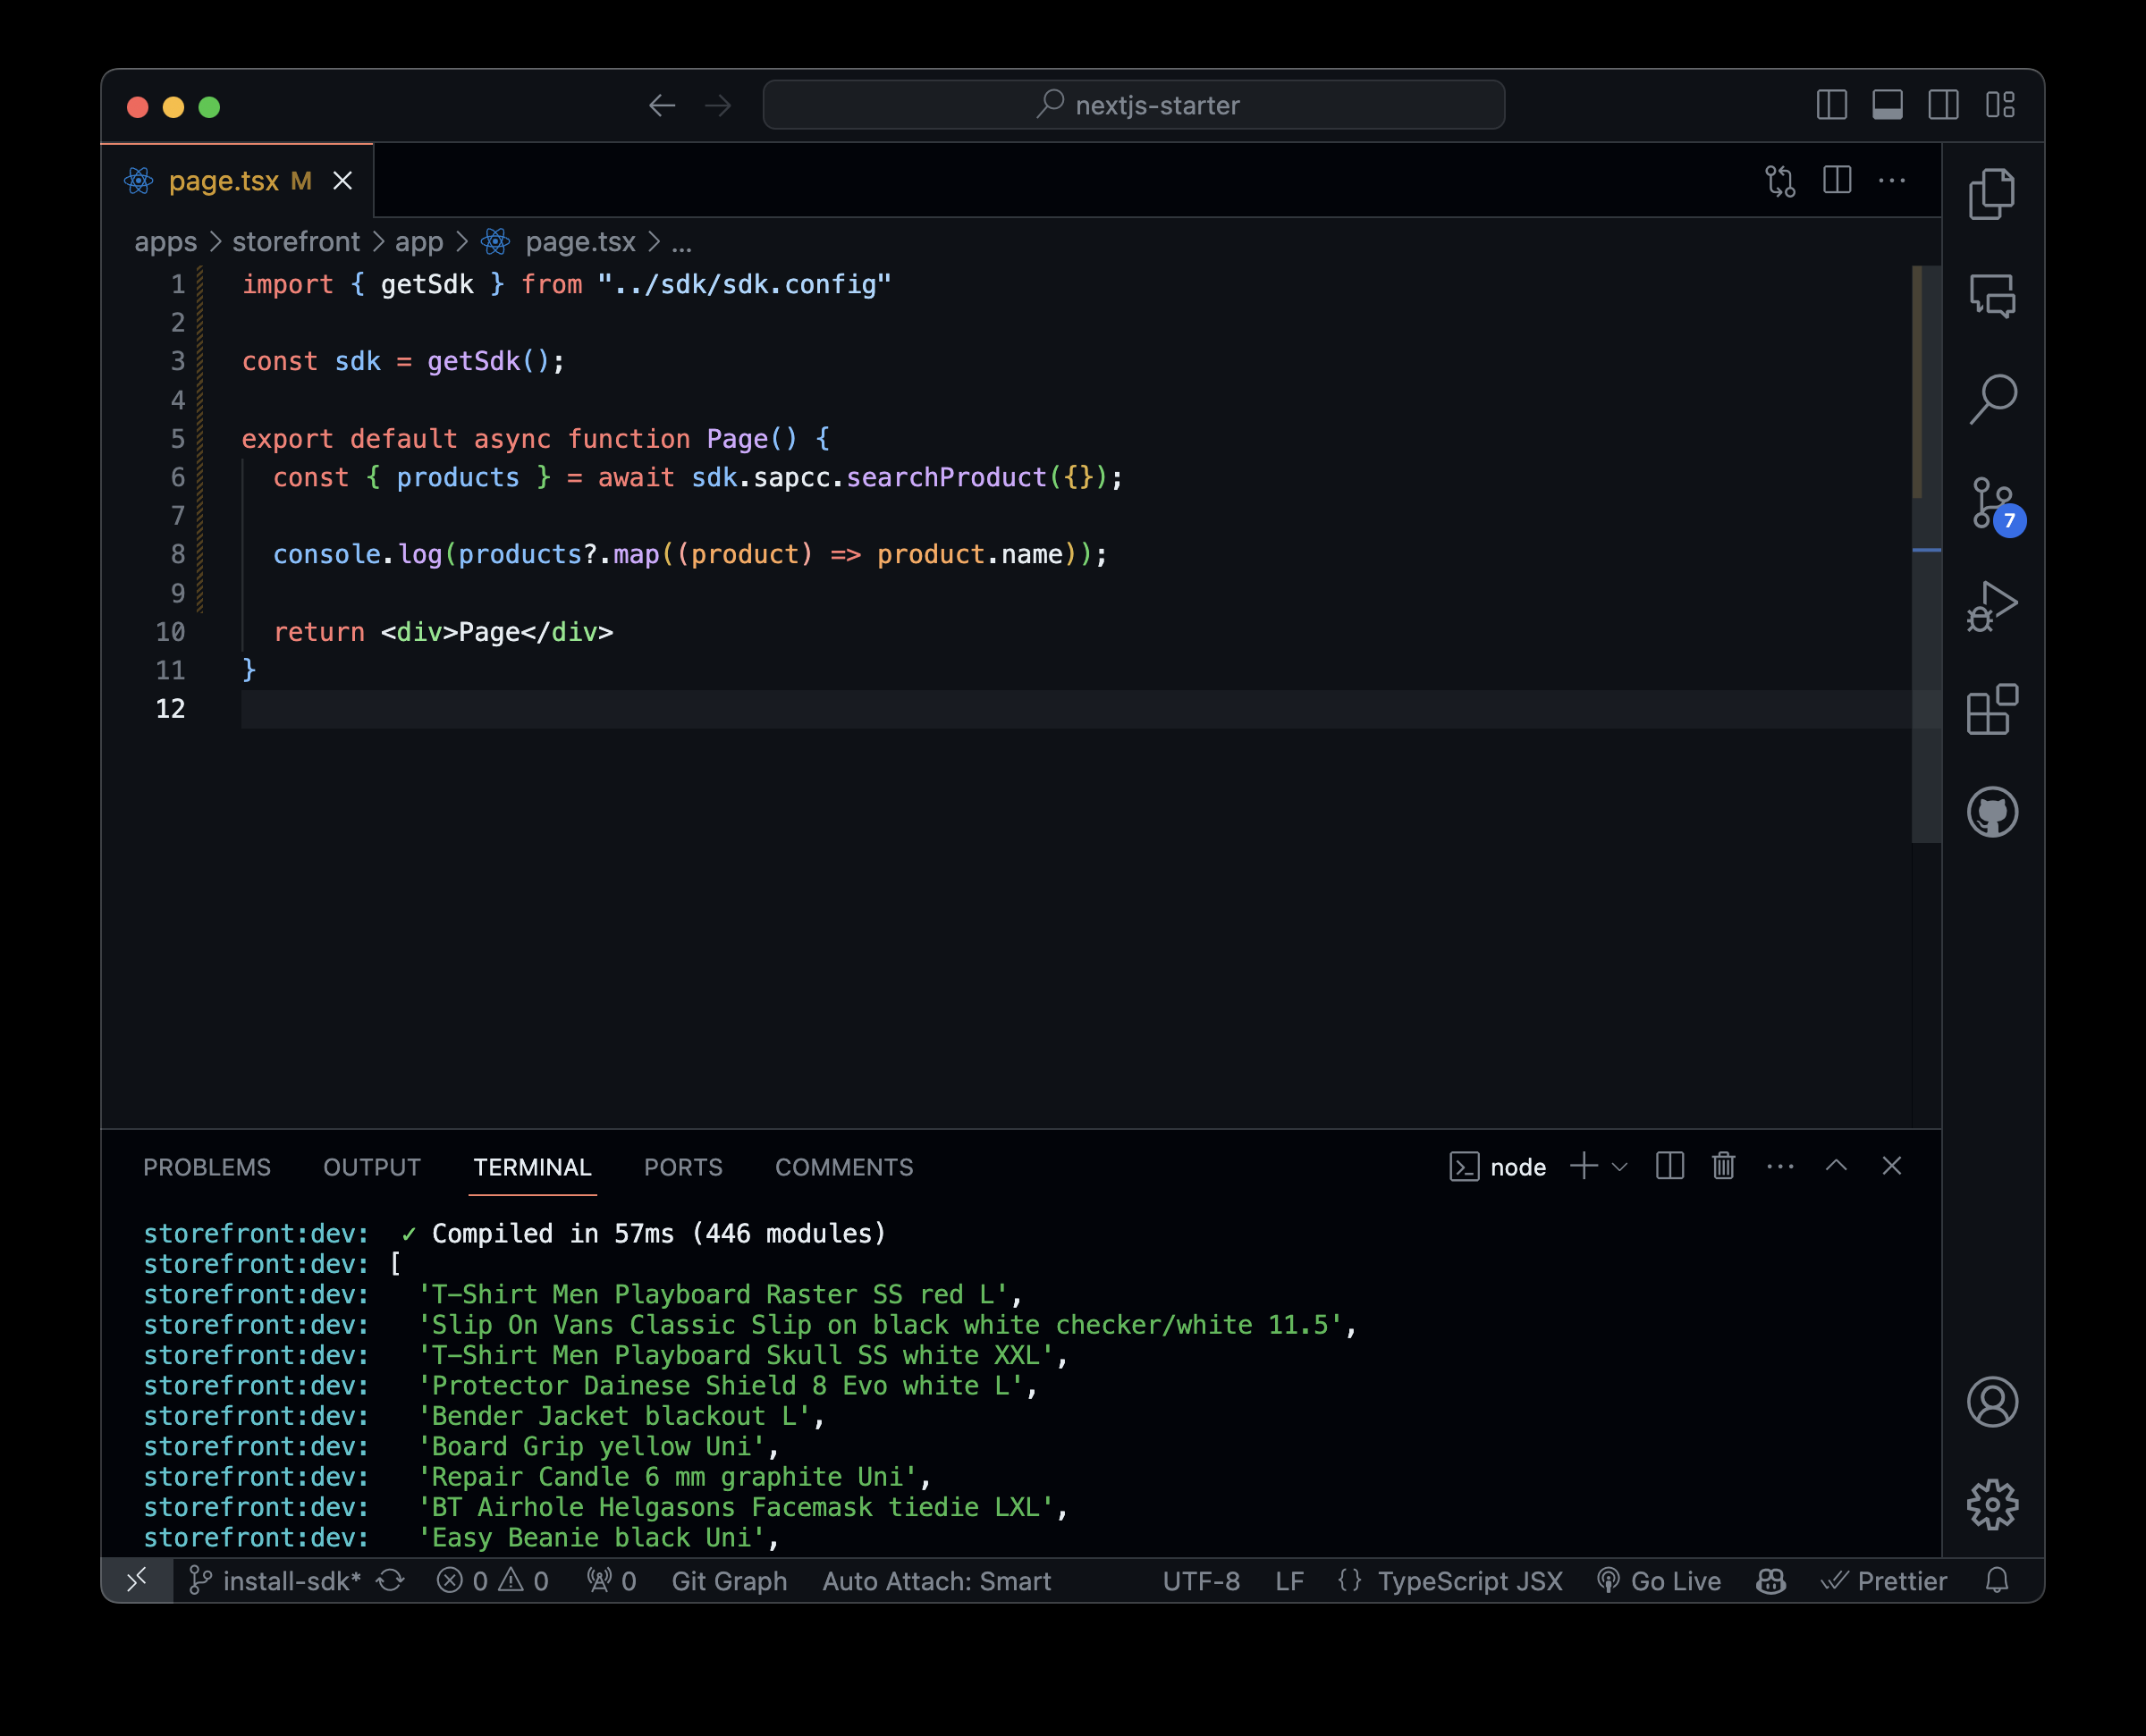 nextjs-starter
page.tsx M
apps > storefront > app > page.tsx > ...
1 import { getSdk } from "../sdk/sdk.config"
2
3 const sdk = getSdk();
4
5 export default async function Page() {
6   const { products } = await sdk.sapcc.searchProduct({});
7
8   console.log(products?.map((product) => product.name));
9
10   return <div>Page</div>
11 }
12
7
PROBLEMS OUTPUT TERMINAL PORTS COMMENTS node
storefront:dev:  ✓ Compiled in 57ms (446 modules)
storefront:dev: [
storefront:dev:   'T-Shirt Men Playboard Raster SS red L',
storefront:dev:   'Slip On Vans Classic Slip on black white checker/white 11.5',
storefront:dev:   'T-Shirt Men Playboard Skull SS white XXL',
storefront:dev:   'Protector Dainese Shield 8 Evo white L',
storefront:dev:   'Bender Jacket blackout L',
storefront:dev:   'Board Grip yellow Uni',
storefront:dev:   'Repair Candle 6 mm graphite Uni',
storefront:dev:   'BT Airhole Helgasons Facemask tiedie LXL',
storefront:dev:   'Easy Beanie black Uni',
install-sdk* 0 0 0 Git Graph Auto Attach: Smart UTF-8 LF {} TypeScript JSX Go Live Prettier